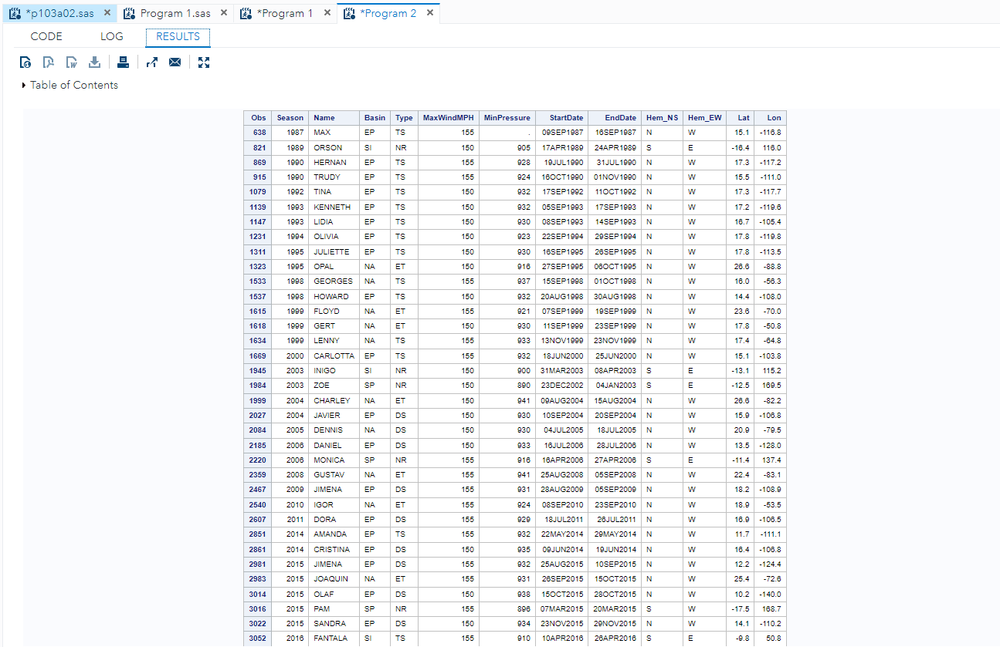 *p103a02.sas × Program 1.sas × *Program 1 × *Program 2 ×
CODE LOG RESULTS
Table of Contents
Obs Season Name Basin Type MaxWindMPH MinPressure StartDate EndDate Hem_NS Hem_EW Lat Lon
638 1987 MAX EP TS 155 . 09SEP1987 16SEP1987 N W 15.1 -116.8
821 1989 ORSON SI NR 150 905 17APR1989 24APR1989 S E -16.4 116.0
869 1990 HERNAN EP TS 155 928 19JUL1990 31JUL1990 N W 17.3 -117.2
915 1990 TRUDY EP TS 155 924 16OCT1990 01NOV1990 N W 15.5 -111.0
1079 1992 TINA EP TS 150 932 17SEP1992 11OCT1992 N W 17.3 -117.7
1139 1993 KENNETH EP TS 150 932 05SEP1993 17SEP1993 N W 17.2 -119.6
1147 1993 LIDIA EP TS 150 930 08SEP1993 14SEP1993 N W 16.7 -105.4
1231 1994 OLIVIA EP TS 150 923 22SEP1994 29SEP1994 N W 17.8 -119.8
1311 1995 JULIETTE EP TS 150 930 16SEP1995 26SEP1995 N W 17.8 -113.5
1323 1995 OPAL NA ET 150 916 27SEP1995 06OCT1995 N W 26.6 -88.8
1533 1998 GEORGES NA TS 155 937 15SEP1998 01OCT1998 N W 16.0 -56.3
1537 1998 HOWARD EP TS 150 932 20AUG1998 30AUG1998 N W 14.4 -108.0
1615 1999 FLOYD NA ET 155 921 07SEP1999 19SEP1999 N W 23.6 -70.0
1618 1999 GERT NA ET 150 930 11SEP1999 23SEP1999 N W 17.8 -50.8
1634 1999 LENNY NA TS 155 933 13NOV1999 23NOV1999 N W 17.4 -64.8
1669 2000 CARLOTTA EP TS 155 932 18JUN2000 25JUN2000 N W 15.1 -103.8
1945 2003 INIGO SI NR 150 900 31MAR2003 08APR2003 S E -13.1 115.2
1984 2003 ZOE SP NR 150 890 23DEC2002 04JAN2003 S E -12.5 169.5
1999 2004 CHARLEY NA ET 150 941 09AUG2004 15AUG2004 N W 26.6 -82.2
2027 2004 JAVIER EP DS 150 930 10SEP2004 20SEP2004 N W 15.9 -106.8
2084 2005 DENNIS NA DS 150 930 04JUL2005 18JUL2005 N W 20.9 -79.5
2185 2006 DANIEL EP DS 150 933 16JUL2006 28JUL2006 N W 13.5 -128.0
2220 2006 MONICA SP NR 155 916 16APR2006 27APR2006 S E -11.4 137.4
2359 2008 GUSTAV NA ET 155 941 25AUG2008 05SEP2008 N W 22.4 -83.1
2467 2009 JIMENA EP DS 155 931 28AUG2009 05SEP2009 N W 18.2 -108.9
2540 2010 IGOR NA ET 155 924 08SEP2010 23SEP2010 N W 18.9 -53.5
2607 2011 DORA EP DS 155 929 18JUL2011 26JUL2011 N W 16.9 -106.5
2851 2014 AMANDA EP TS 155 932 22MAY2014 29MAY2014 N W 11.7 -111.1
2861 2014 CRISTINA EP DS 150 935 09JUN2014 19JUN2014 N W 16.4 -106.8
2981 2015 JIMENA EP DS 155 932 25AUG2015 10SEP2015 N W 12.2 -124.4
2983 2015 JOAQUIN NA ET 155 931 26SEP2015 15OCT2015 N W 25.4 -72.6
3014 2015 OLAF EP DS 150 938 15OCT2015 28OCT2015 N W 10.2 -140.0
3016 2015 PAM SP NR 155 896 07MAR2015 20MAR2015 S W -17.5 168.7
3022 2015 SANDRA EP DS 150 934 23NOV2015 29NOV2015 N W 14.1 -110.2
3052 2016 FANTALA SI TS 155 910 10APR2016 26APR2016 S E -9.8 50.8